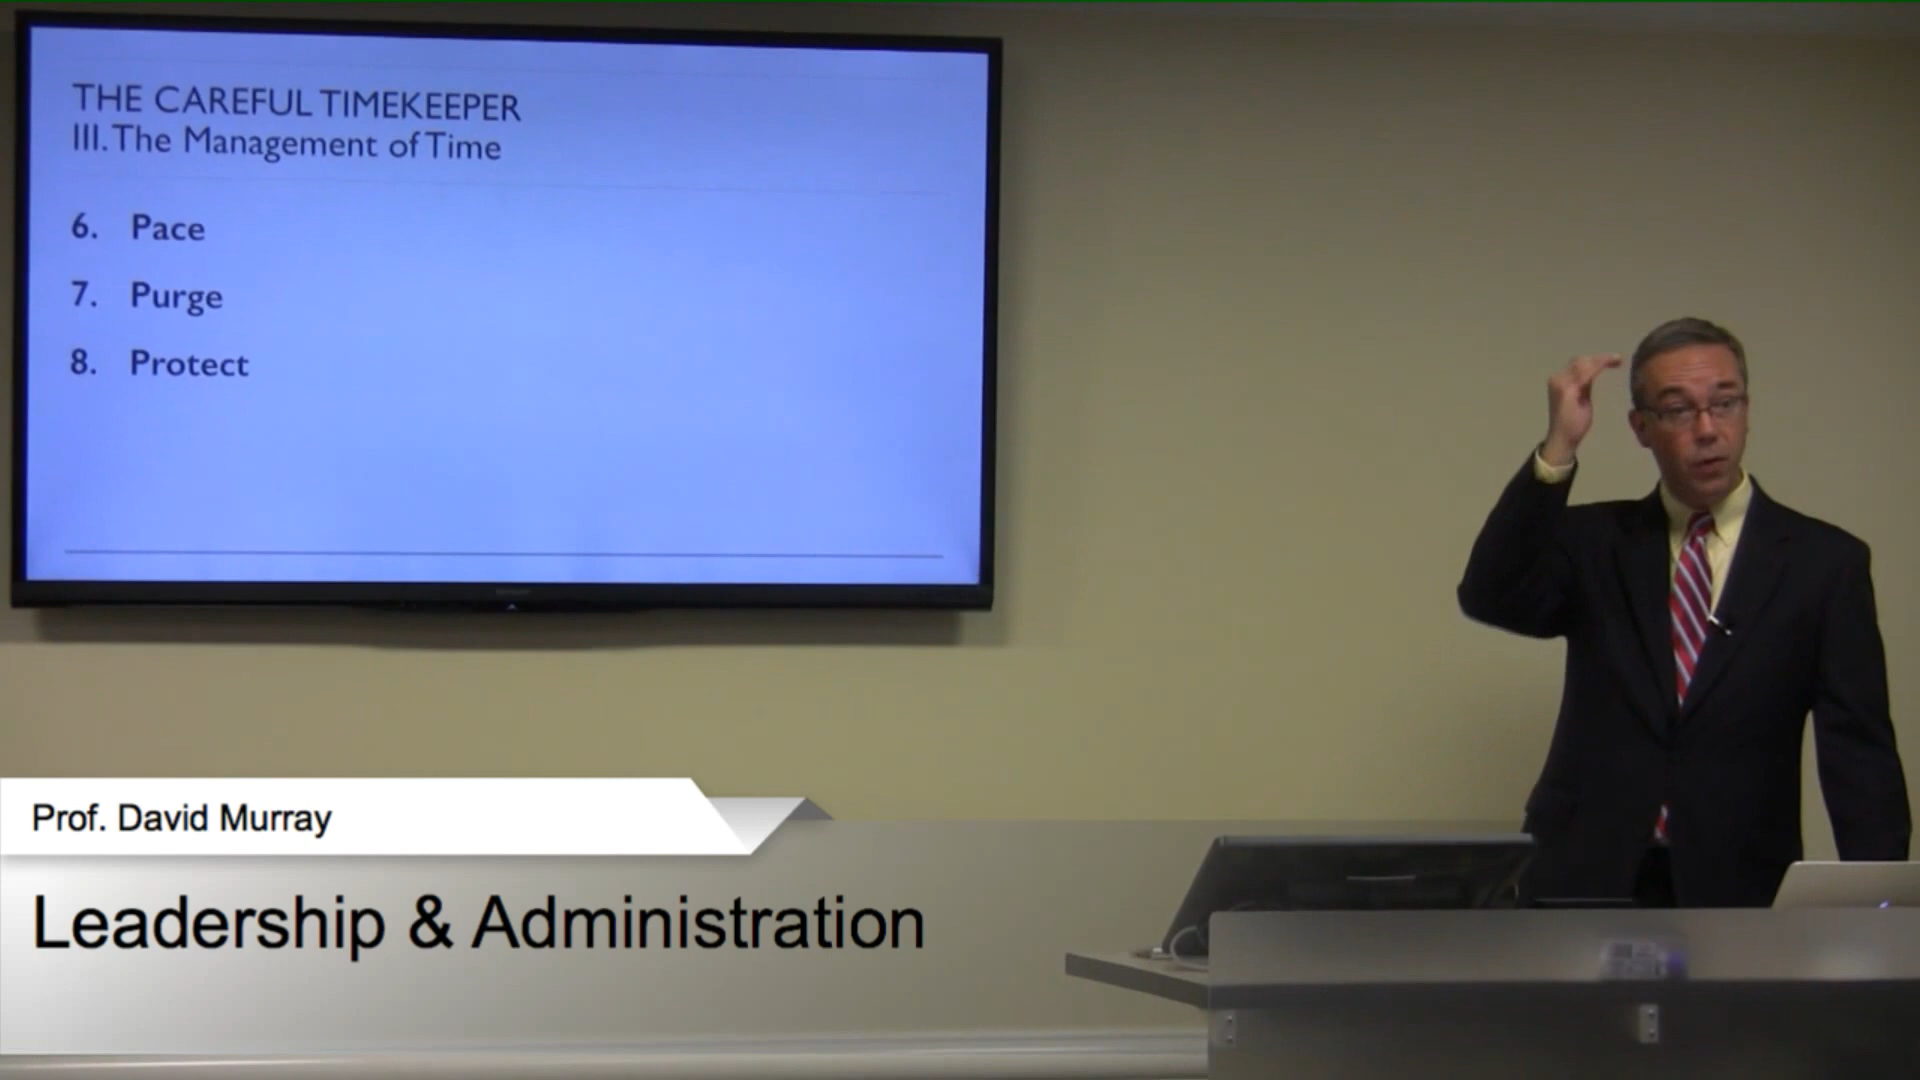 THE CAREFUL TIMEKEEPER
III. The Management of Time
6. Pace
7. Purge
8. Protect
Prof. David Murray
Leadership & Administration